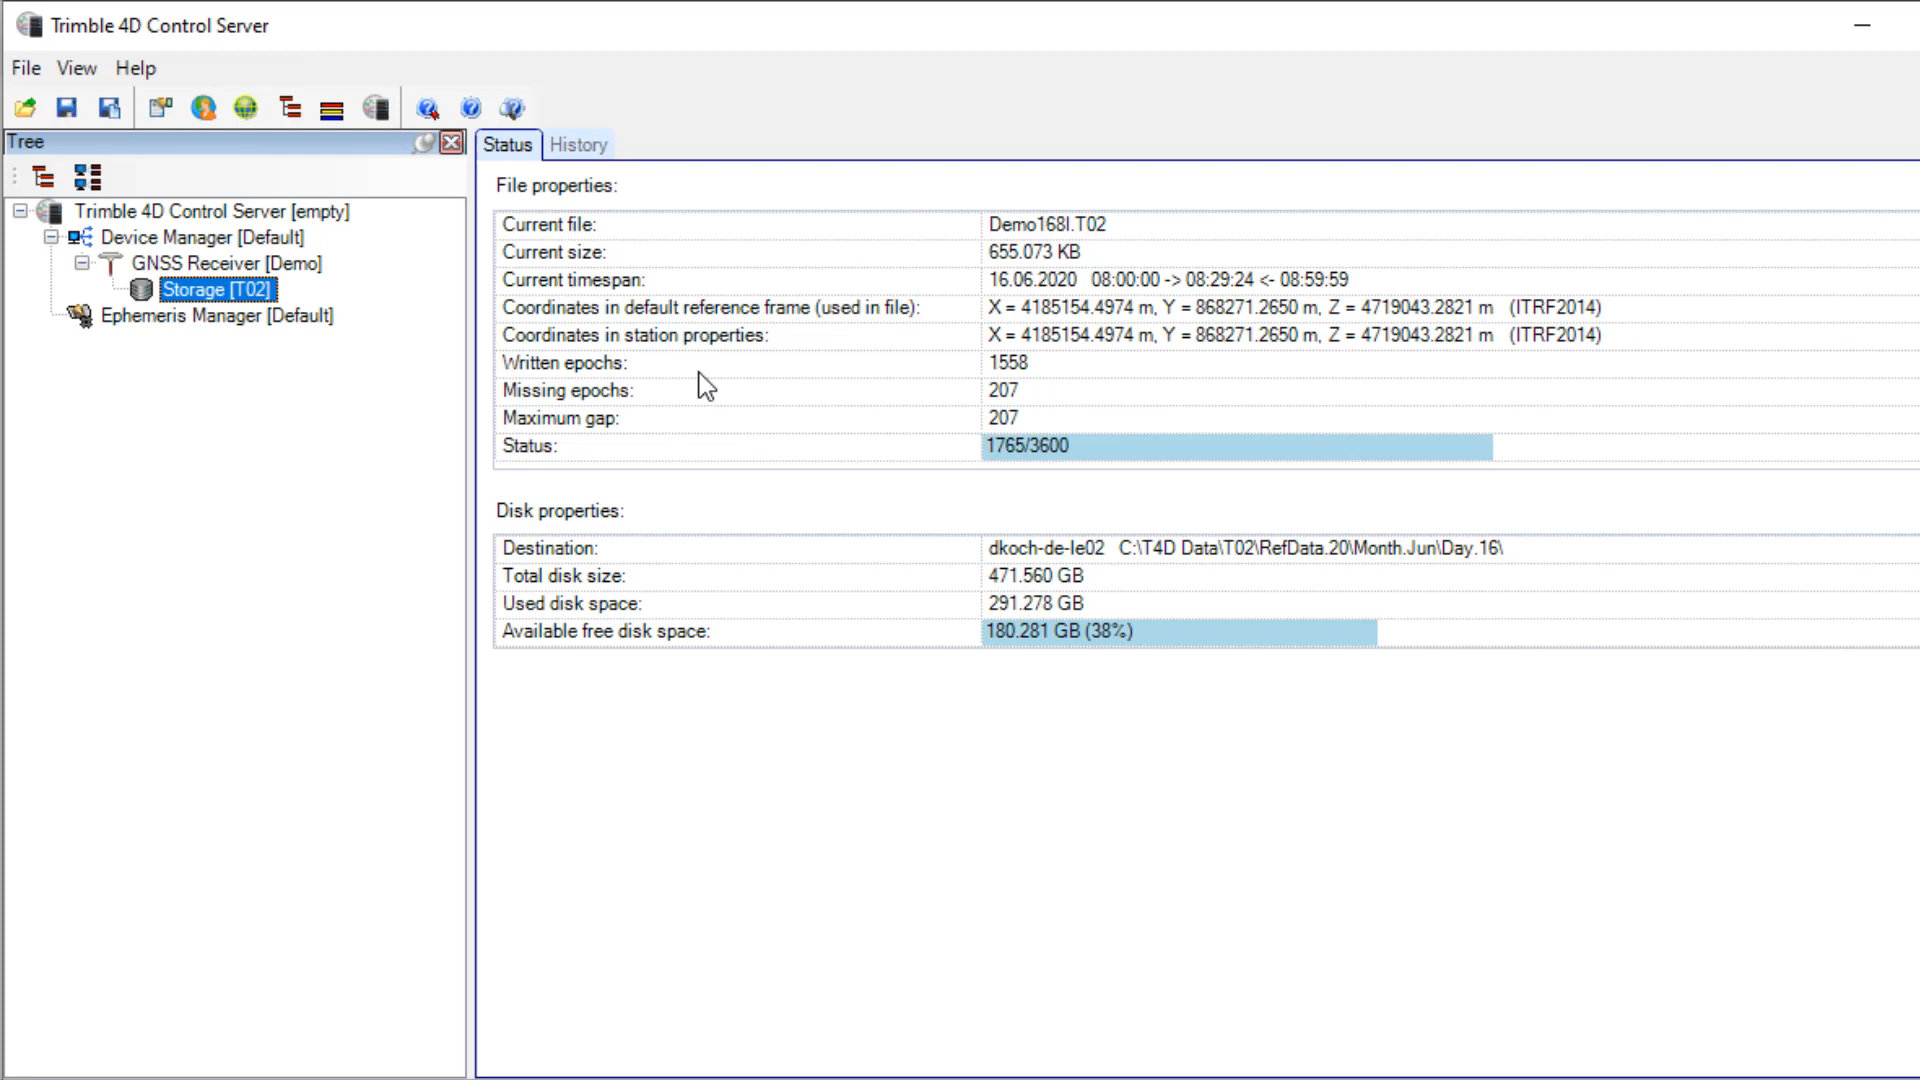 Trimble 4D Control Server
File View Help
Tree
Status History
Trimble 4D Control Server [empty]
Device Manager [Default]
GNSS Receiver [Demo]
Storage [T02]
Ephemeris Manager [Default]
File properties:
Current file: Demo168I.T02
Current size: 655.073 KB
Current timespan: 16.06.2020 08:00:00 -> 08:29:24 <- 08:59:59
Coordinates in default reference frame (used in file): X = 4185154.4974 m, Y = 868271.2650 m, Z = 4719043.2821 m (ITRF2014)
Coordinates in station properties: X = 4185154.4974 m, Y = 868271.2650 m, Z = 4719043.2821 m (ITRF2014)
Written epochs: 1558
Missing epochs: 207
Maximum gap: 207
Status: 1765/3600
Disk properties:
Destination: dkoch-de-le02 C:\T4D Data\T02\RefData.20\Month.Jun\Day.16\
Total disk size: 471.560 GB
Used disk space: 291.278 GB
Available free disk space: 180.281 GB (38%)